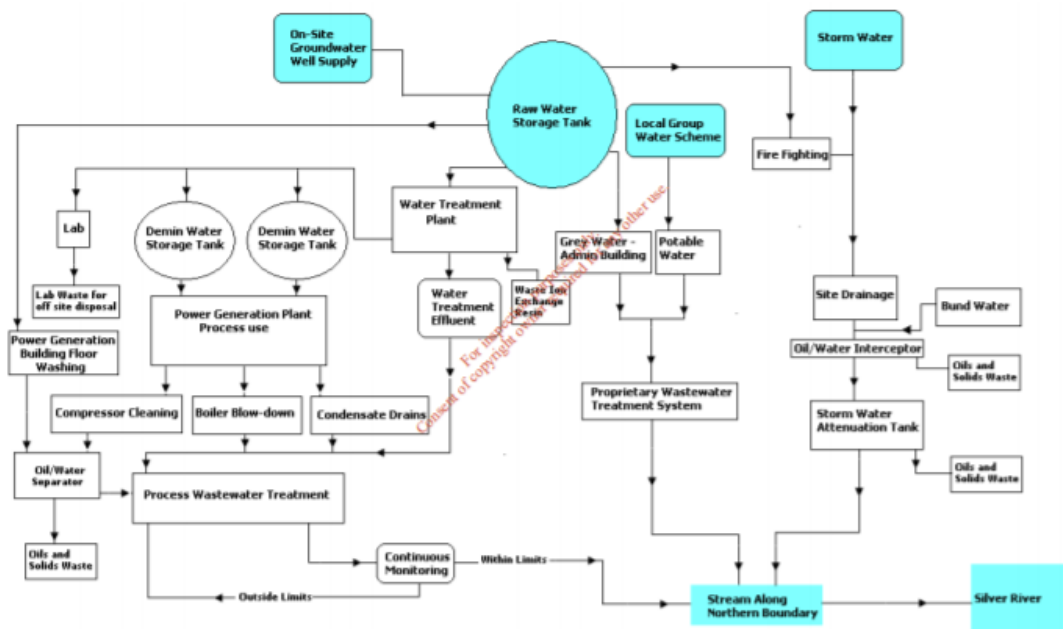 On-Site
Groundwater
Well Supply
Storm Water
Raw Water
Storage Tank
Local Group
Water Scheme
Fire Fighting
Water Treatment
Plant
Lab
Demin Water
Storage Tank
Demin Water
Storage Tank
Grey Water -
Admin Building
Potable
Water
Lab Waste for
off site disposal
Power Generation Plant
Process use
Water
Treatment
Effluent
Waste Ion
Exchange
Resin
Site Drainage
Bund Water
Power Generation
Building Floor
Washing
Oil/Water Interceptor
Oils and
Solids Waste
Compressor Cleaning
Boiler Blow-down
Condensate Drains
Proprietary Wastewater
Treatment System
Storm Water
Attenuation Tank
Oil/Water
Separator
Process Wastewater Treatment
Oils and
Solids Waste
Oils and
Solids Waste
Continuous
Monitoring
Within Limits
Outside Limits
Stream Along
Northern Boundary
Silver River
For inspection purposes only.
Consent of copyright owner required for any other use.